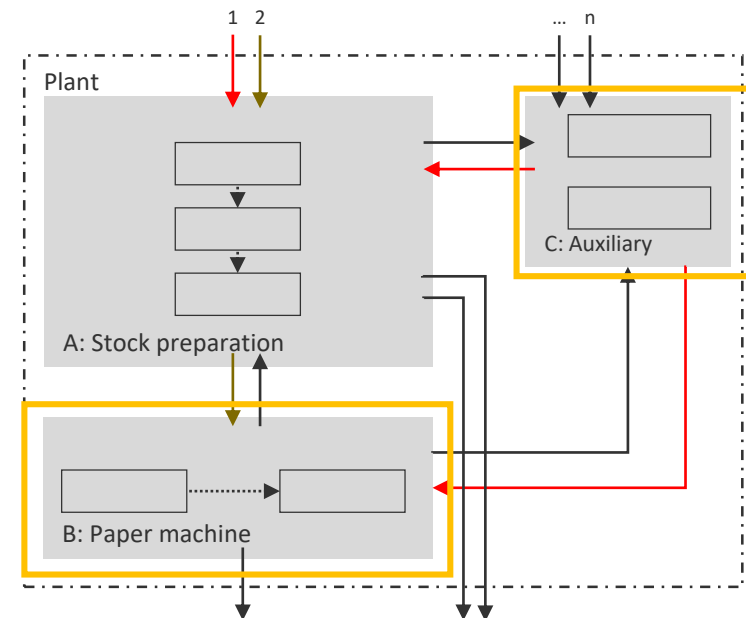 1 2 ... n
Plant
C: Auxiliary
A: Stock preparation
B: Paper machine